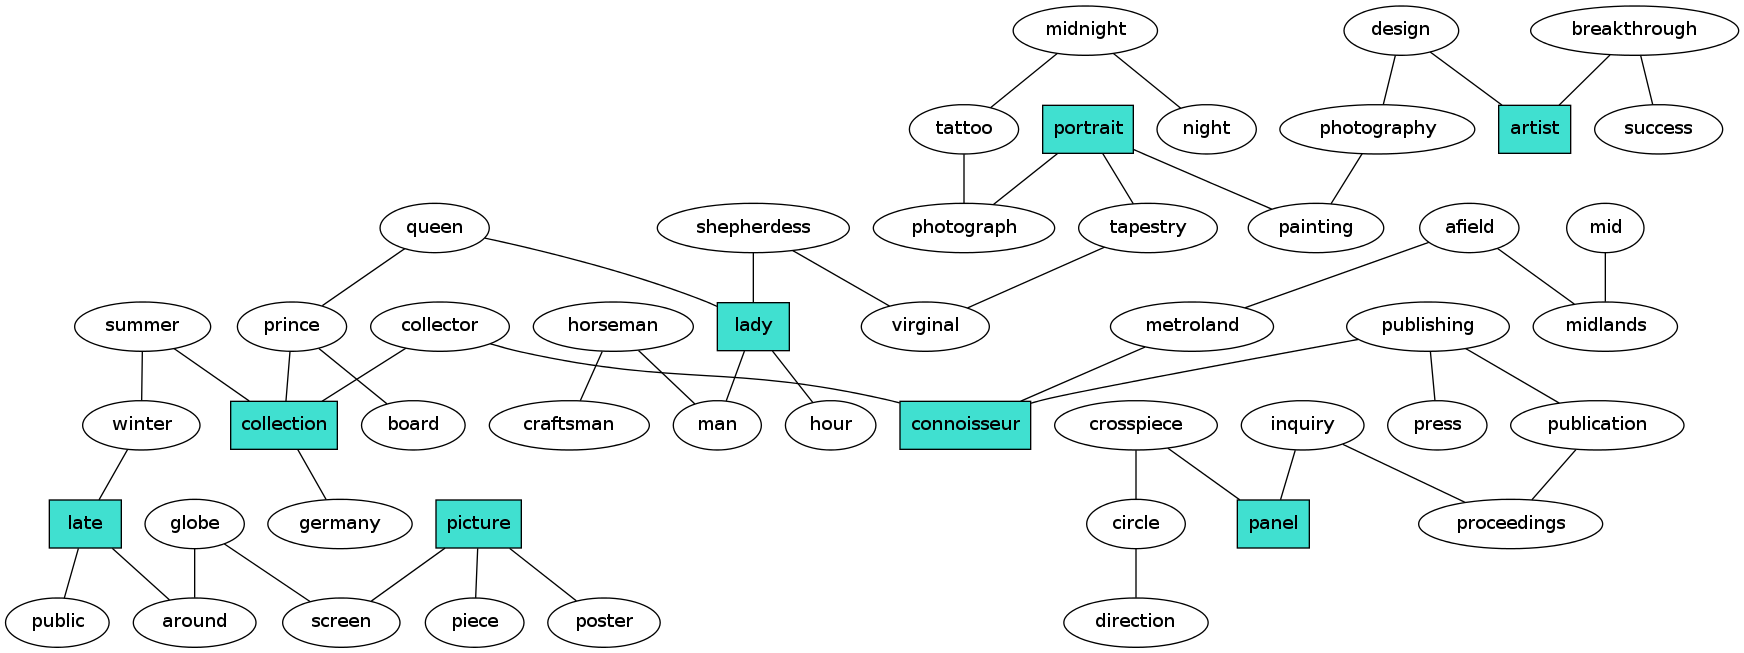 midnight
design
breakthrough
tattoo
portrait
night
photography
artist
success
queen
shepherdess
photograph
tapestry
painting
afield
mid
summer
prince
collector
horseman
lady
virginal
metroland
publishing
midlands
winter
collection
board
craftsman
man
hour
connoisseur
crosspiece
inquiry
press
publication
late
globe
germany
picture
circle
panel
proceedings
public
around
screen
piece
poster
direction